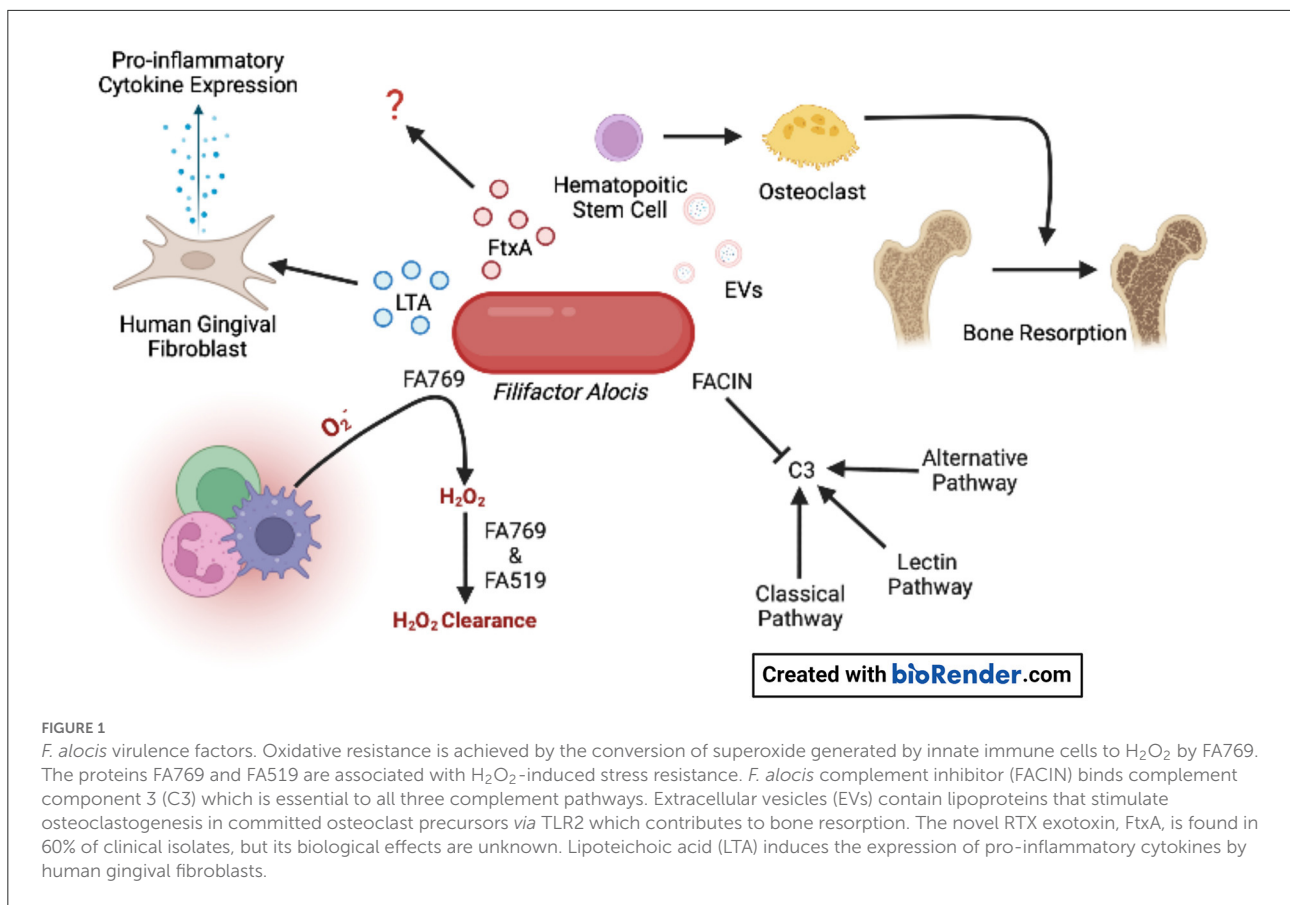 Pro-inflammatory
Cytokine Expression
?
Hematopoitic
Stem Cell
Osteoclast
FtxA
EVs
LTA
Human Gingival
Fibroblast
Bone Resorption
FA769
Filifactor Alocis
FACIN
O₂⁻
C3
Alternative
Pathway
H₂O₂
FA769
&
FA519
Lectin
Pathway
Classical
Pathway
H₂O₂ Clearance
Created with bioRender.com
FIGURE 1
F. alocis virulence factors. Oxidative resistance is achieved by the conversion of superoxide generated by innate immune cells to H₂O₂ by FA769.
The proteins FA769 and FA519 are associated with H₂O₂-induced stress resistance. F. alocis complement inhibitor (FACIN) binds complement
component 3 (C3) which is essential to all three complement pathways. Extracellular vesicles (EVs) contain lipoproteins that stimulate
osteoclastogenesis in committed osteoclast precursors via TLR2 which contributes to bone resorption. The novel RTX exotoxin, FtxA, is found in
60% of clinical isolates, but its biological effects are unknown. Lipoteichoic acid (LTA) induces the expression of pro-inflammatory cytokines by
human gingival fibroblasts.